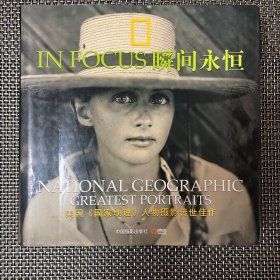 IN FOCUS 瞬间永恒
NATIONAL GEOGRAPHIC
GREATEST PORTRAITS
美国《国家地理》人物摄影传世佳作
中国摄影出版社